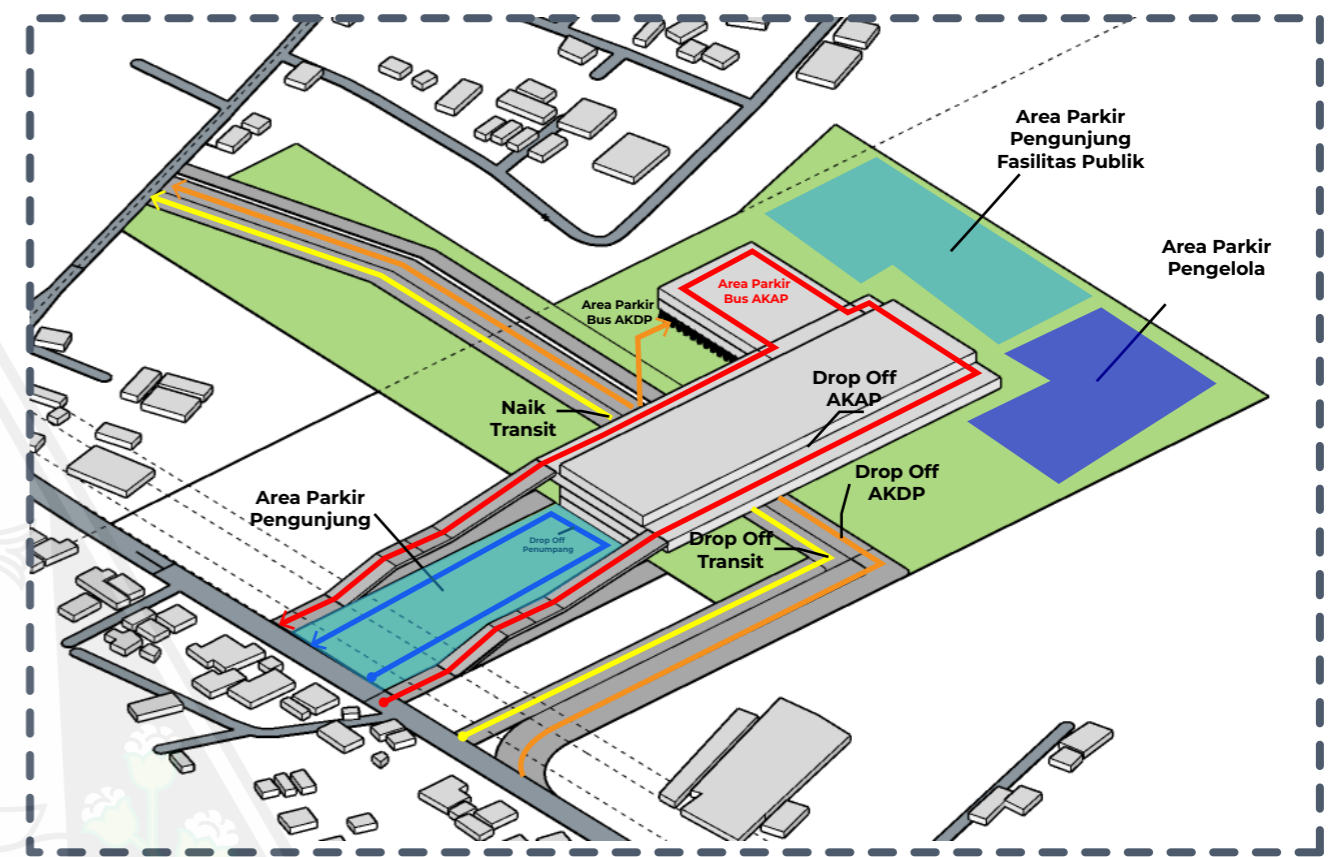 Area Parkir
Pengunjung
Fasilitas Publik
Area Parkir
Pengelola
Area Parkir
Bus AKAP
Area Parkir
Bus AKDP
Drop Off
AKAP
Naik
Transit
Drop Off
AKDP
Area Parkir
Pengunjung
Drop Off
Penumpang
Drop Off
Transit